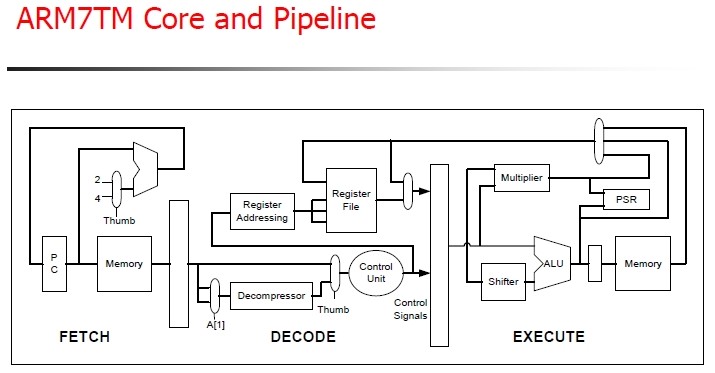 ARM7TM Core and Pipeline
2
4
Thumb
P
C
Memory
Register
Addressing
Register
File
Decompressor
A[1]
Thumb
Control
Unit
Control
Signals
Multiplier
PSR
ALU
Shifter
Memory
FETCH
DECODE
EXECUTE